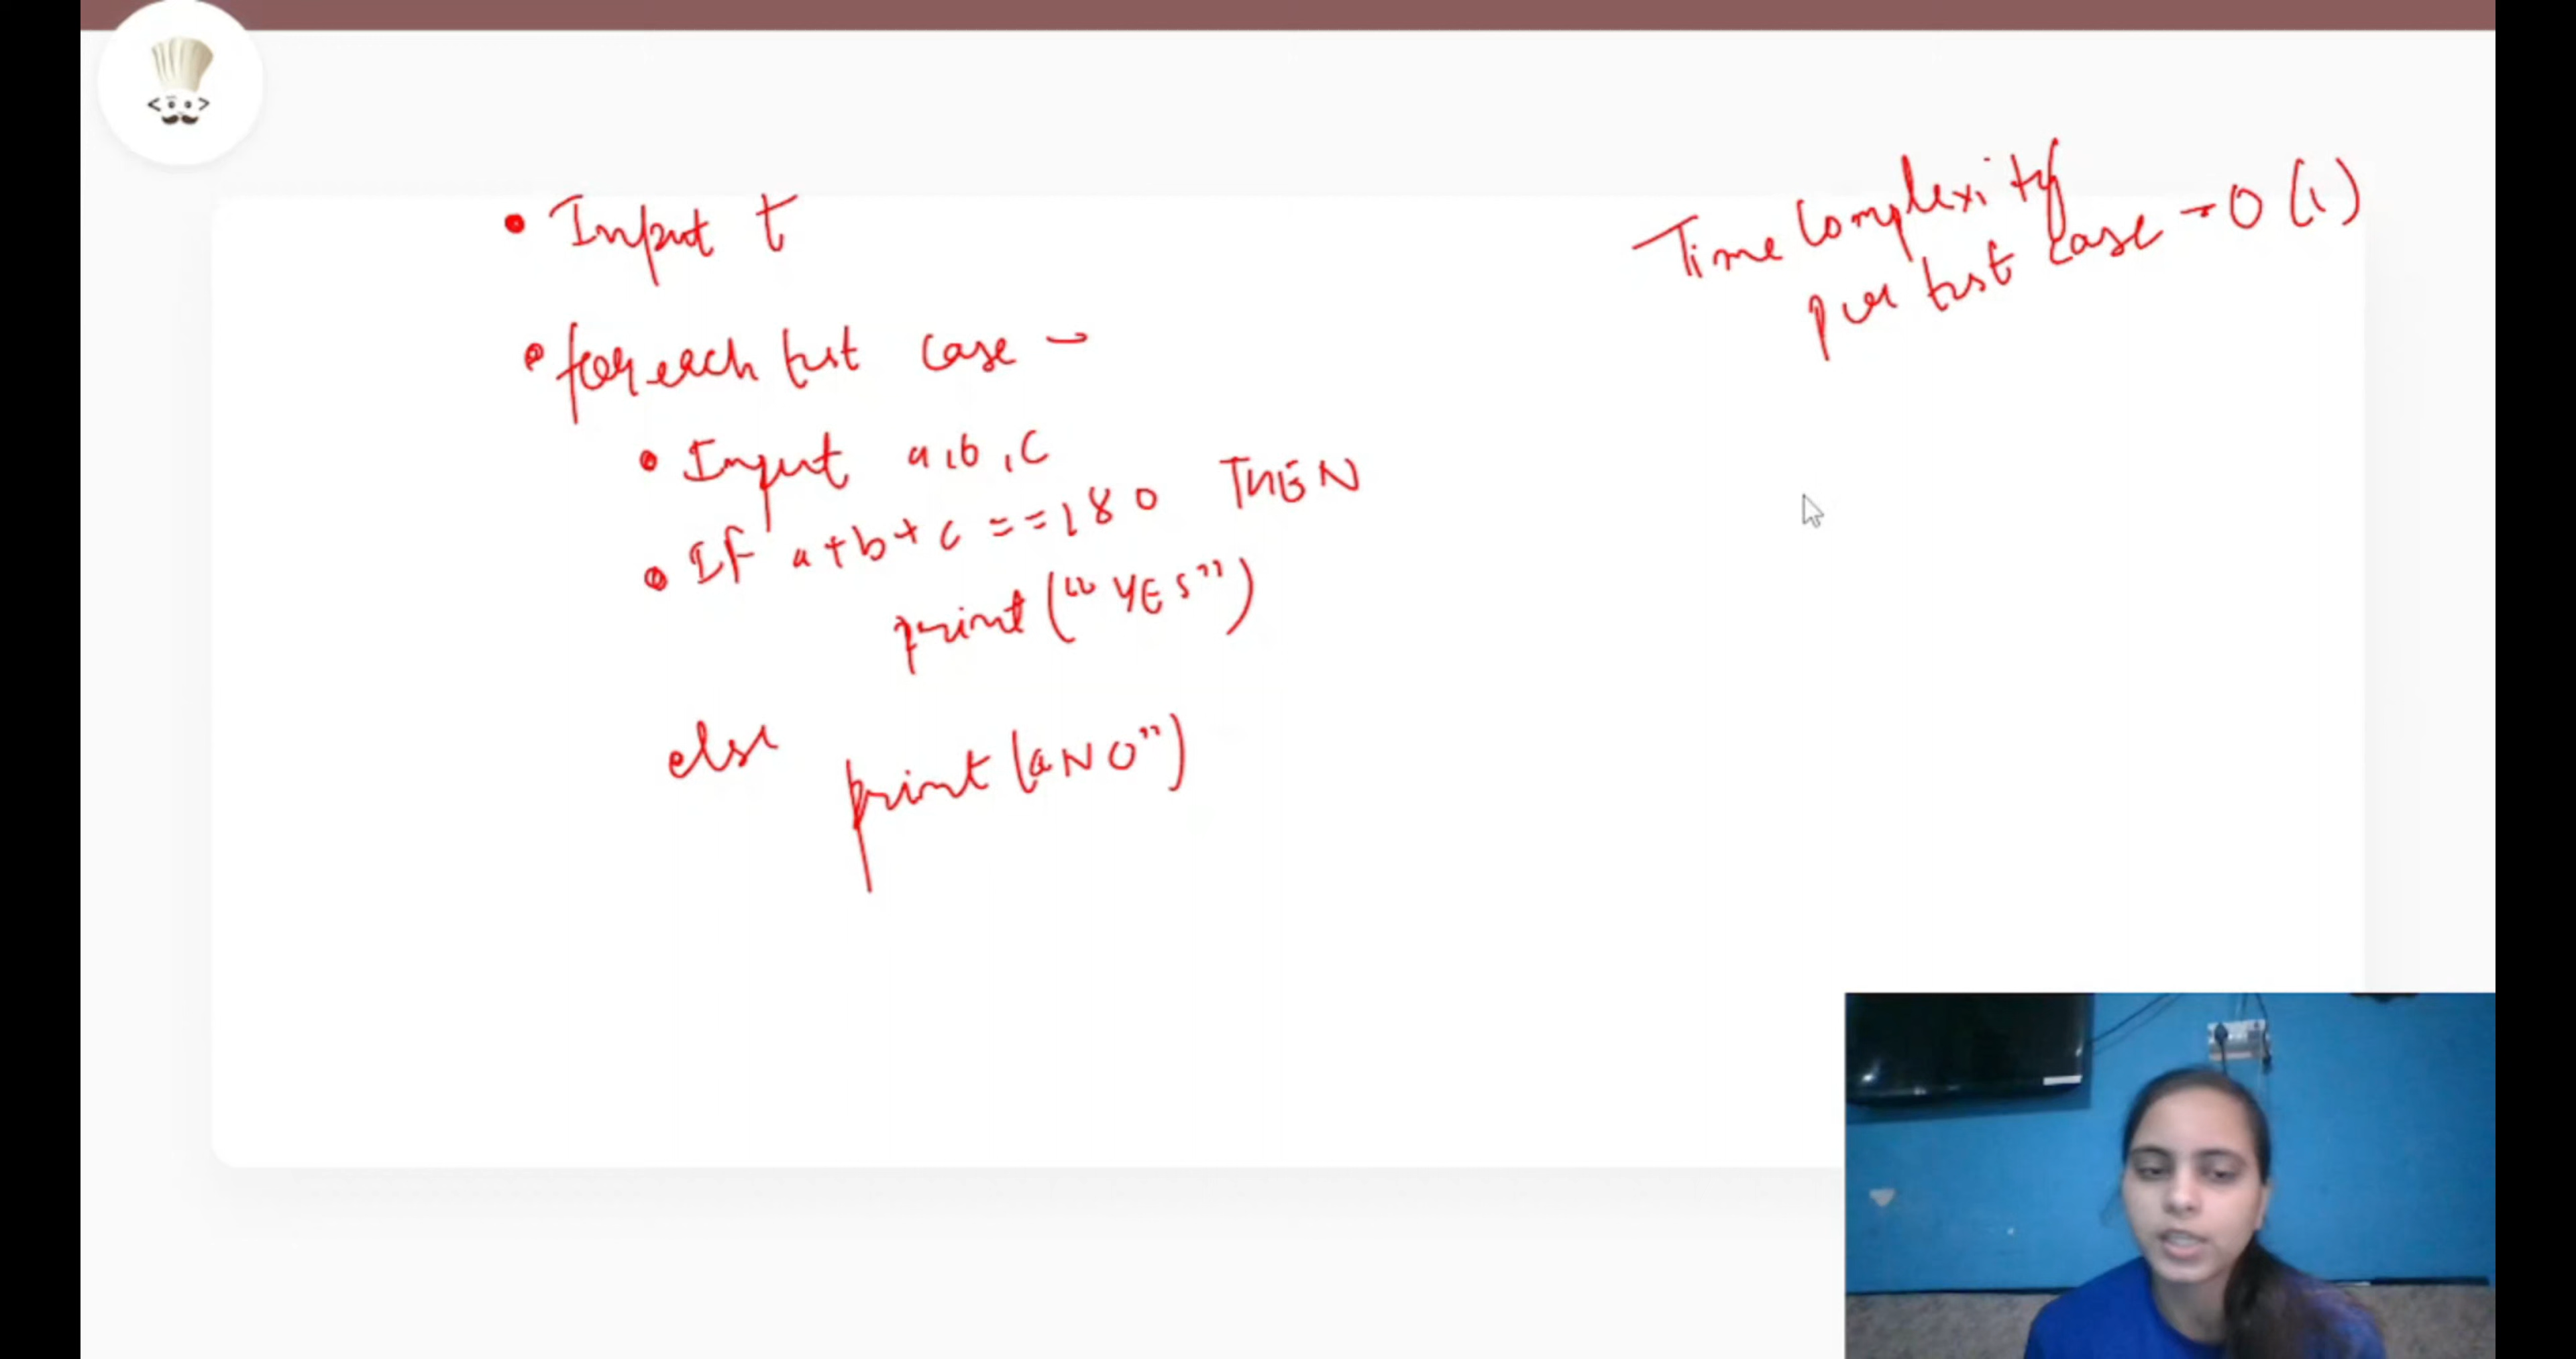 • Input t
• for each test case -
• Input a,b,c
• If a+b+c ==180 THEN
print ("YES")
else
print ("NO")
Time Complexity
per test case - O (1)